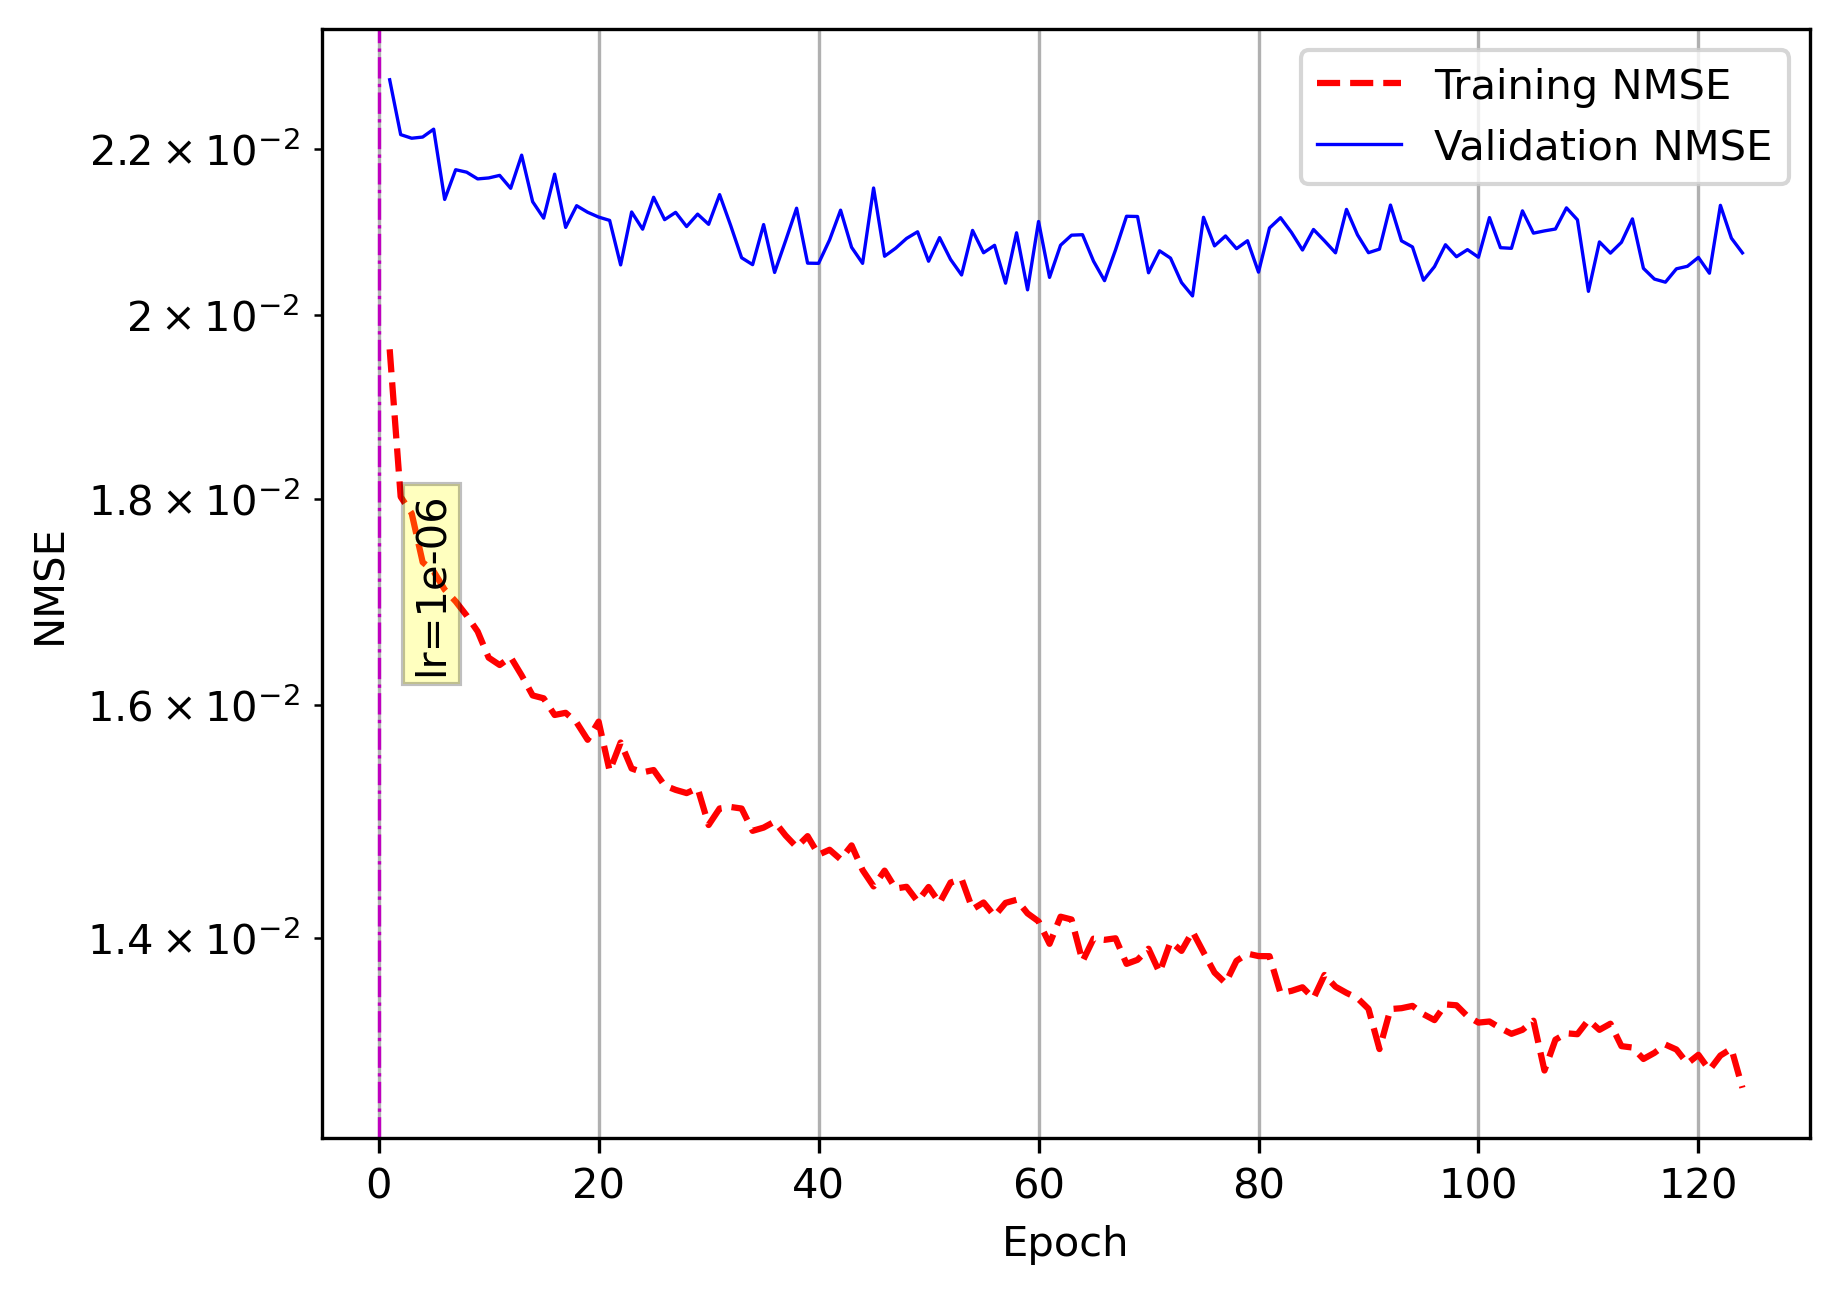 Training NMSE
Validation NMSE
2.2 × 10⁻²
2 × 10⁻²
1.8 × 10⁻²
1.6 × 10⁻²
1.4 × 10⁻²
NMSE
lr=1e-06
0 20 40 60 80 100 120
Epoch